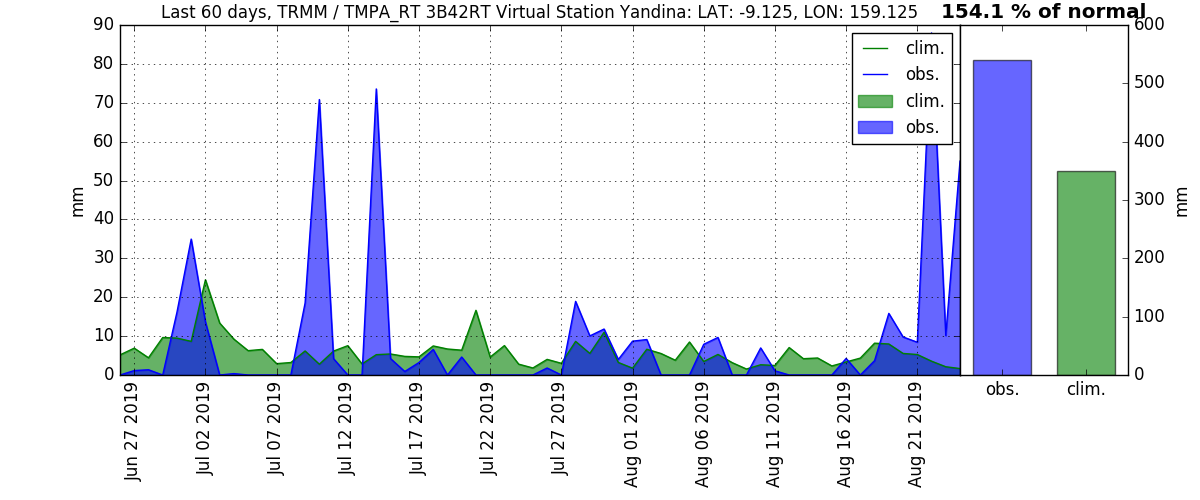 Last 60 days, TRMM / TMPA_RT 3B42RT Virtual Station Yandina: LAT: -9.125, LON: 159.125
154.1 % of normal
90
80
70
60
50
40
30
20
10
0
mm
clim.
obs.
clim.
obs.
Jun 27 2019
Jul 02 2019
Jul 07 2019
Jul 12 2019
Jul 17 2019
Jul 22 2019
Jul 27 2019
Aug 01 2019
Aug 06 2019
Aug 11 2019
Aug 16 2019
Aug 21 2019
600
500
400
300
200
100
0
mm
obs.
clim.